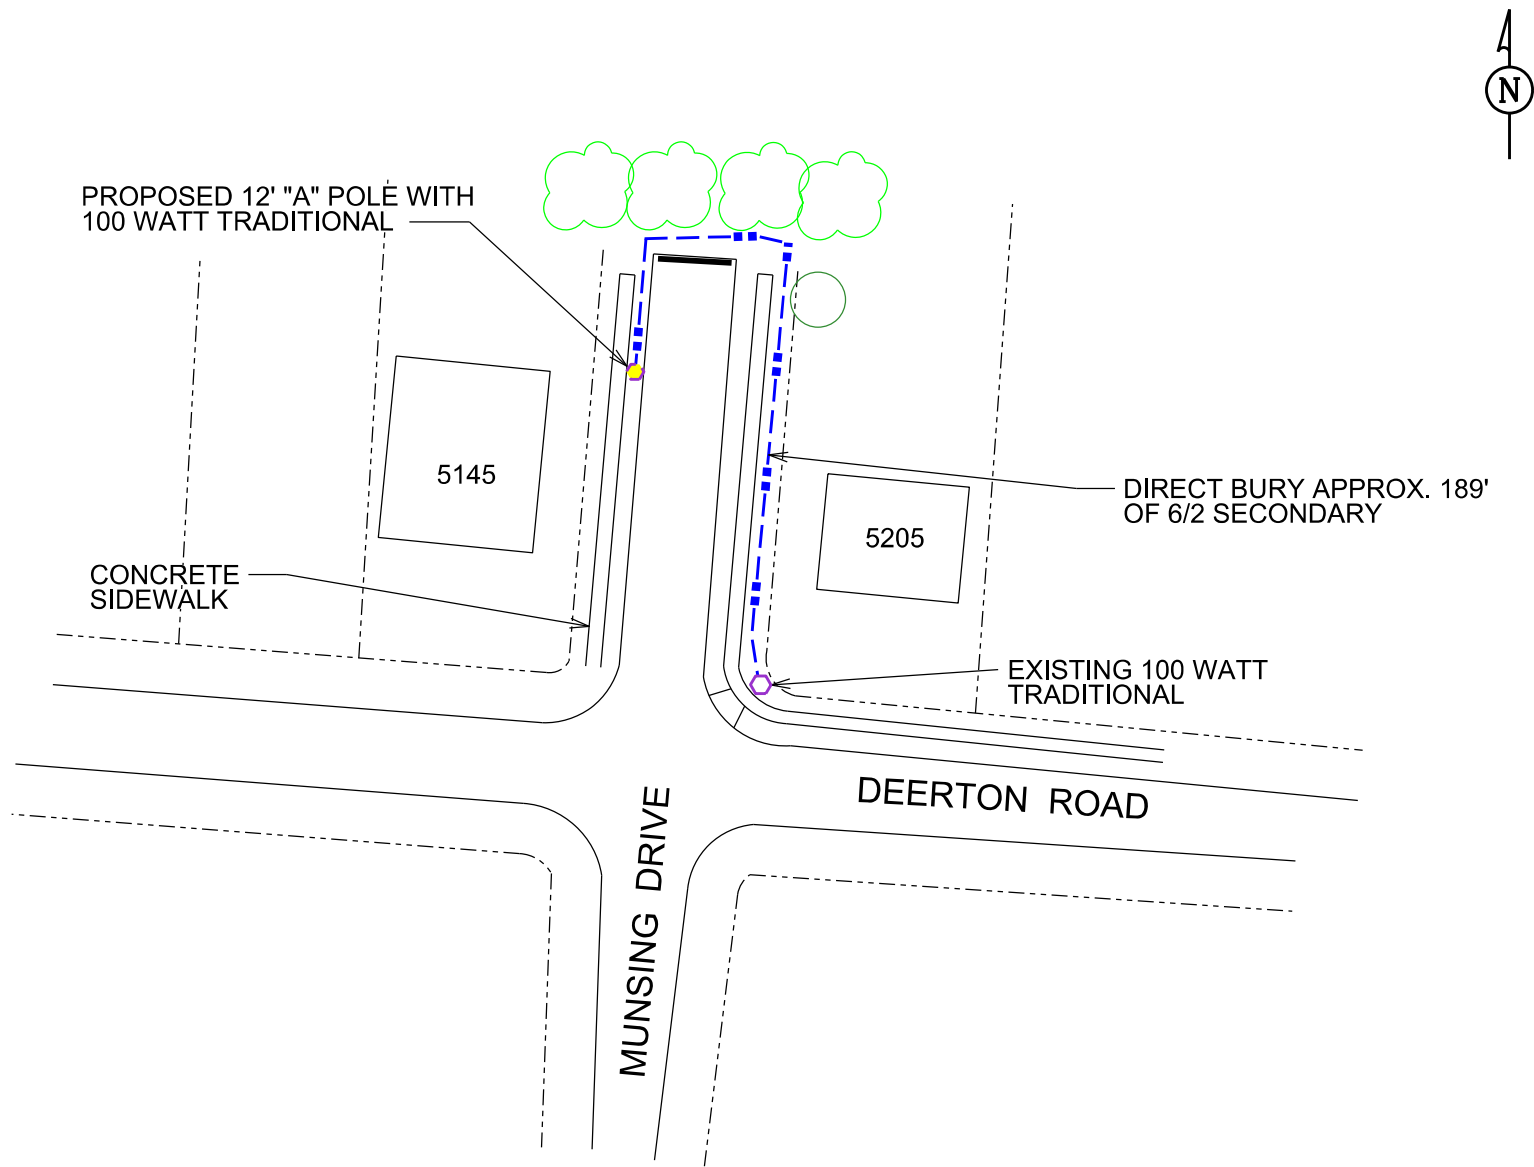 N
PROPOSED 12' "A" POLE WITH
100 WATT TRADITIONAL
5145
DIRECT BURY APPROX. 189'
OF 6/2 SECONDARY
5205
CONCRETE
SIDEWALK
EXISTING 100 WATT
TRADITIONAL
DEERTON ROAD
MUNSING DRIVE